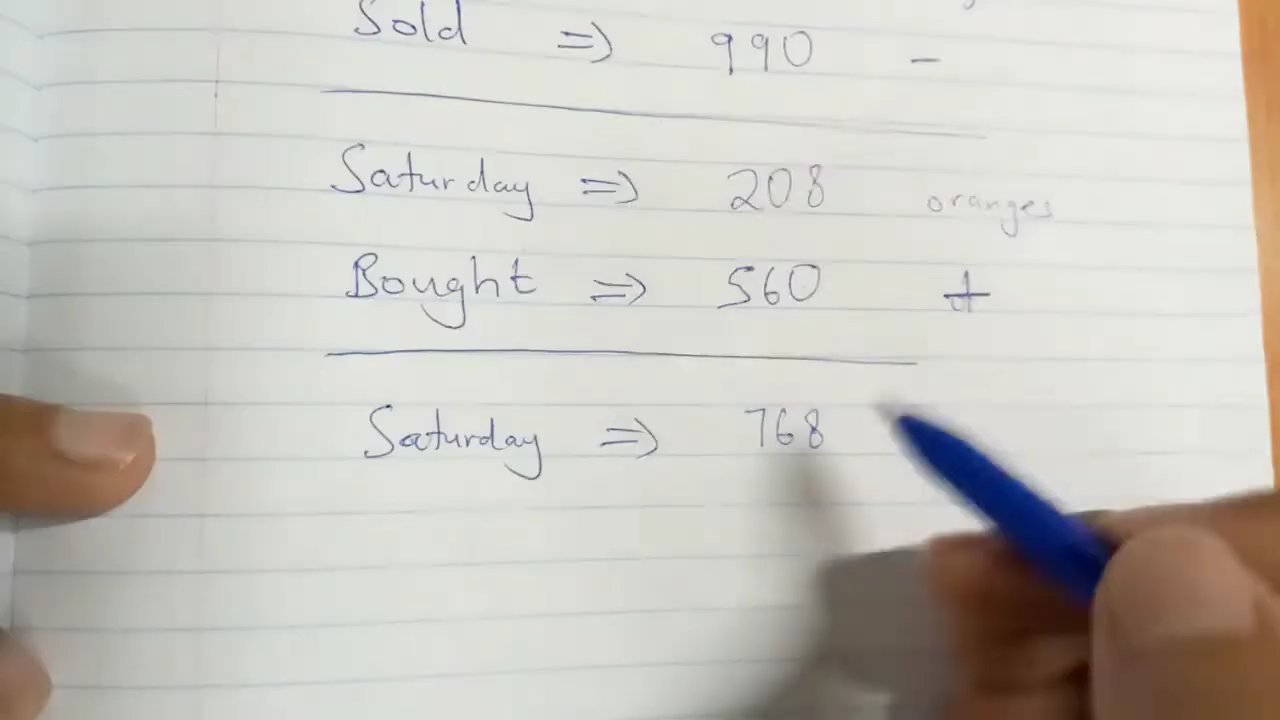 Sold => 990 -
Saturday => 208 oranges
Bought => 560 +
Saturday => 768